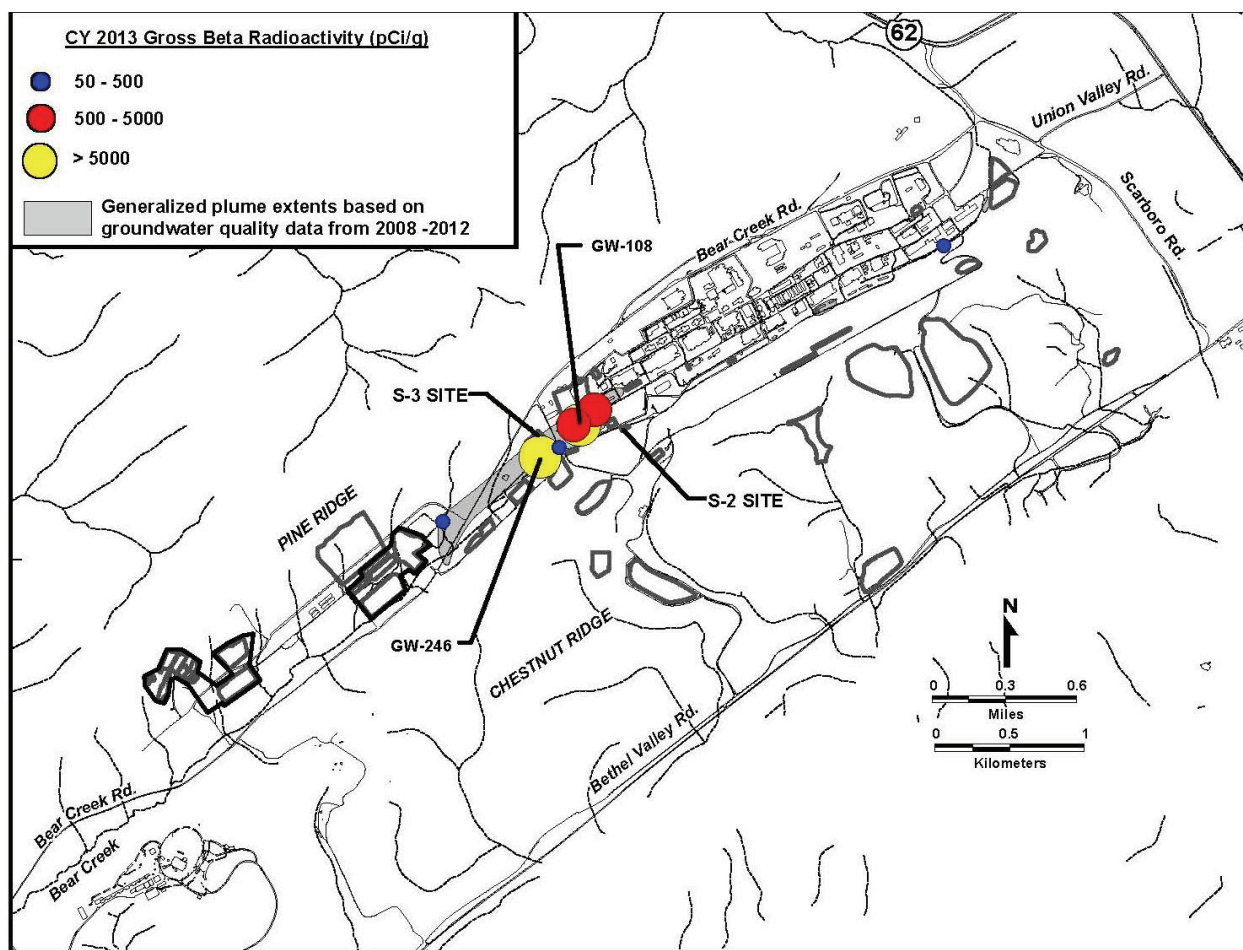 CY 2013 Gross Beta Radioactivity (pCi/g)
50 - 500
500 - 5000
> 5000
Generalized plume extents based on
groundwater quality data from 2008 -2012
62
Union Valley Rd.
Scarboro Rd.
Bear Creek Rd.
GW-108
S-3 SITE
S-2 SITE
PINE RIDGE
GW-246
CHESTNUT RIDGE
Bethel Valley Rd.
N
0 0.3 0.6
Miles
0 0.5 1
Kilometers
Bear Creek Rd.
Bear Creek